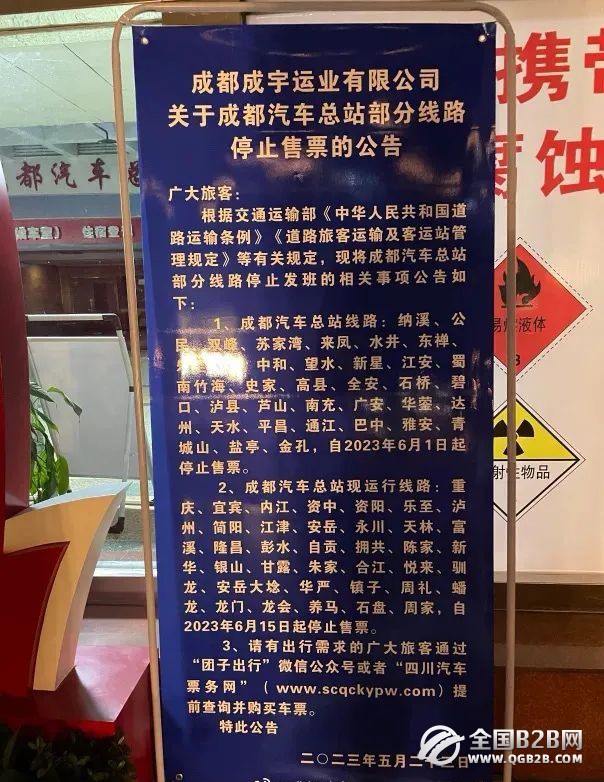 成都成宇运业有限公司
关于成都汽车总站部分线路
停止售票的公告
广大旅客：
根据交通运输部《中华人民共和国道
路运输条例》《道路旅客运输及客运站管
理规定》等有关规定，现将成都汽车总站
部分线路停止发班的相关事项公告如
下：
1、成都汽车总站线路：纳溪、公
民、双峰、苏家湾、来凤、水井、东禅、
中和、望水、新星、江安、蜀
南竹海、史家、高县、全安、石桥、碧
口、泸县、芦山、南充、广安、华蓥、达
州、天水、平昌、通江、巴中、雅安、青
城山、盐亭、金孔，自2023年6月1日起
停止售票。
2、成都汽车总站现运行线路：重
庆、宜宾、内江、资中、资阳、乐至、泸
州、简阳、江津、安岳、永川、天林、富
溪、隆昌、彭水、自贡、拥共、陈家、新
华、银山、甘露、朱家、合江、悦来、驯
龙、安岳大埝、华严、镇子、周礼、蟠
龙、龙门、龙会、养马、石盘、周家，自
2023年6月15日起停止售票。
3、请有出行需求的广大旅客通过
“团子出行”微信公众号或者“四川汽车
票务网”（www.scqckypw.com）提
前查询并购买车票。
特此公告
二〇二三年五月二
日
都汽车总
住宿登
携带
腐蚀
易燃液体
3
射性物品
全国B2B网
www.QGB2B.com